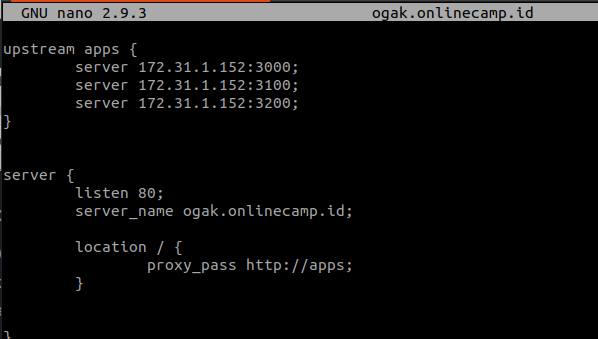 GNU nano 2.9.3 ogak.onlinecamp.id
upstream apps {
server 172.31.1.152:3000;
server 172.31.1.152:3100;
server 172.31.1.152:3200;
}
server {
listen 80;
server_name ogak.onlinecamp.id;
location / {
proxy_pass http://apps;
}
}